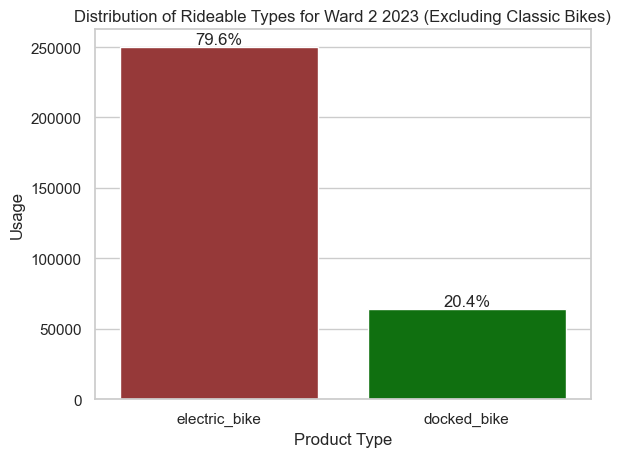 Distribution of Rideable Types for Ward 2 2023 (Excluding Classic Bikes)
79.6%
250000
200000
150000
100000
50000
0
Usage
20.4%
electric_bike
docked_bike
Product Type